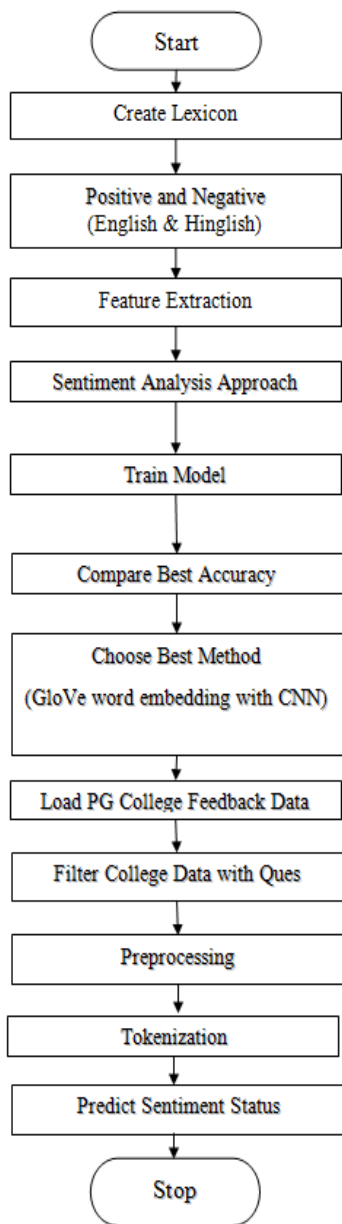 Start
Create Lexicon
Positive and Negative
(English & Hinglish)
Feature Extraction
Sentiment Analysis Approach
Train Model
Compare Best Accuracy
Choose Best Method
(GloVe word embedding with CNN)
Load PG College Feedback Data
Filter College Data with Ques
Preprocessing
Tokenization
Predict Sentiment Status
Stop